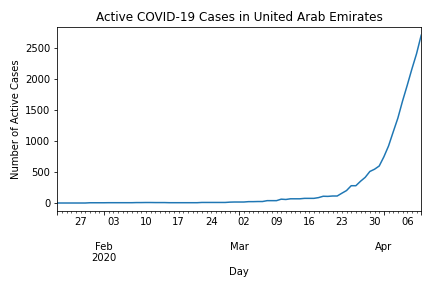 Active COVID-19 Cases in United Arab Emirates
Number of Active Cases
2500
2000
1500
1000
500
0
27 03 10 17 24 02 09 16 23 30 06
Feb Mar Apr
2020
Day